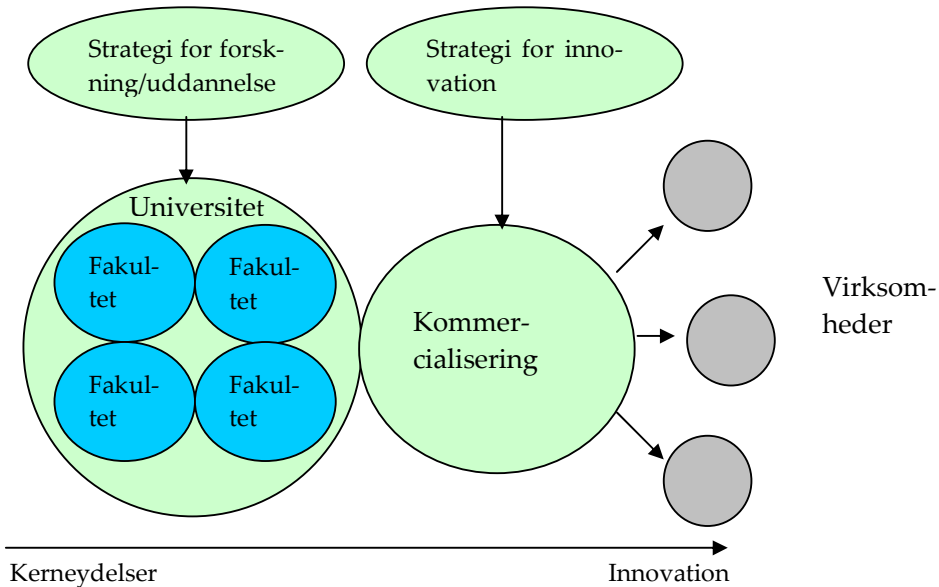 Strategi for forsk-
ning/uddannelse
Strategi for inno-
vation
Universitet
Fakul-
tet
Fakul-
tet
Fakul-
tet
Fakul-
tet
Kommer-
cialisering
Virksom-
heder
Kerneydelser
Innovation